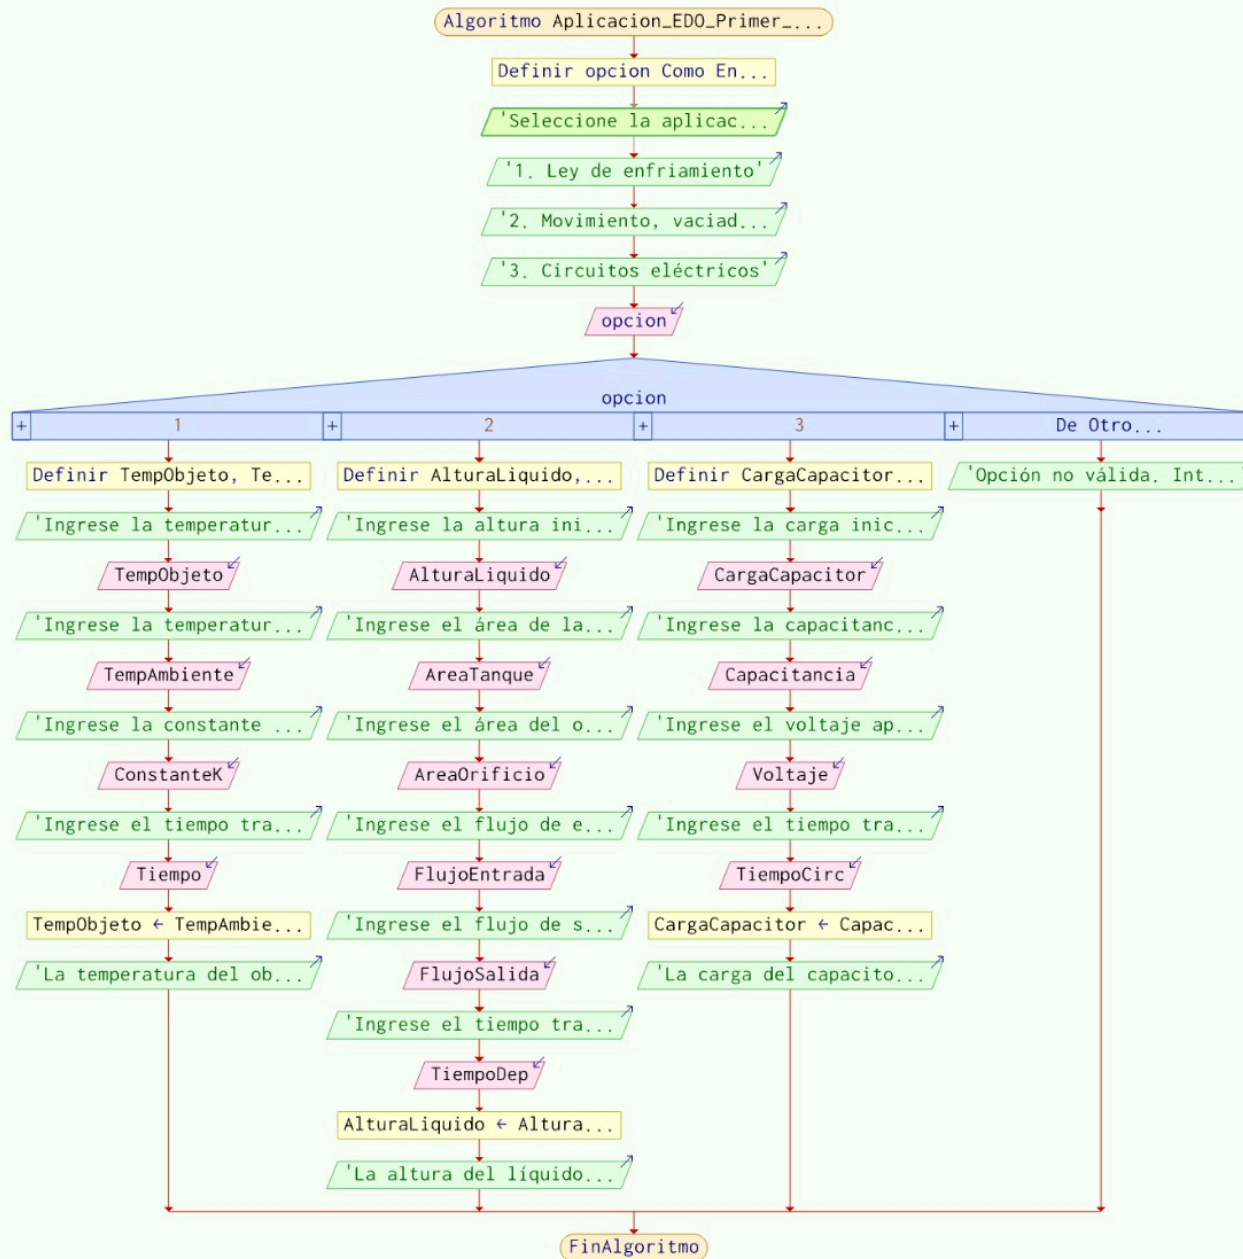 Algoritmo Aplicacion_EDO_Primer_...
Definir opcion Como En...
'Seleccione la aplicac...
'1. Ley de enfriamiento'
'2. Movimiento, vaciad...
'3. Circuitos eléctricos'
opcion
opcion
+ 1 + 2 + 3 + De Otro...
Definir TempObjeto, Te...
'Ingrese la temperatur...
TempObjeto
'Ingrese la temperatur...
TempAmbiente
'Ingrese la constante ...
ConstanteK
'Ingrese el tiempo tra...
Tiempo
TempObjeto ← TempAmbie...
'La temperatura del ob...
Definir AlturaLiquido,...
'Ingrese la altura ini...
AlturaLiquido
'Ingrese el área de la...
AreaTanque
'Ingrese el área del o...
AreaOrificio
'Ingrese el flujo de e...
FlujoEntrada
'Ingrese el flujo de s...
FlujoSalida
'Ingrese el tiempo tra...
TiempoDep
AlturaLiquido ← Altura...
'La altura del líquido...
Definir CargaCapacitor...
'Ingrese la carga inic...
CargaCapacitor
'Ingrese la capacitanc...
Capacitancia
'Ingrese el voltaje ap...
Voltaje
'Ingrese el tiempo tra...
TiempoCirc
CargaCapacitor ← Capac...
'La carga del capacito...
'Opción no válida. Int...
FinAlgoritmo